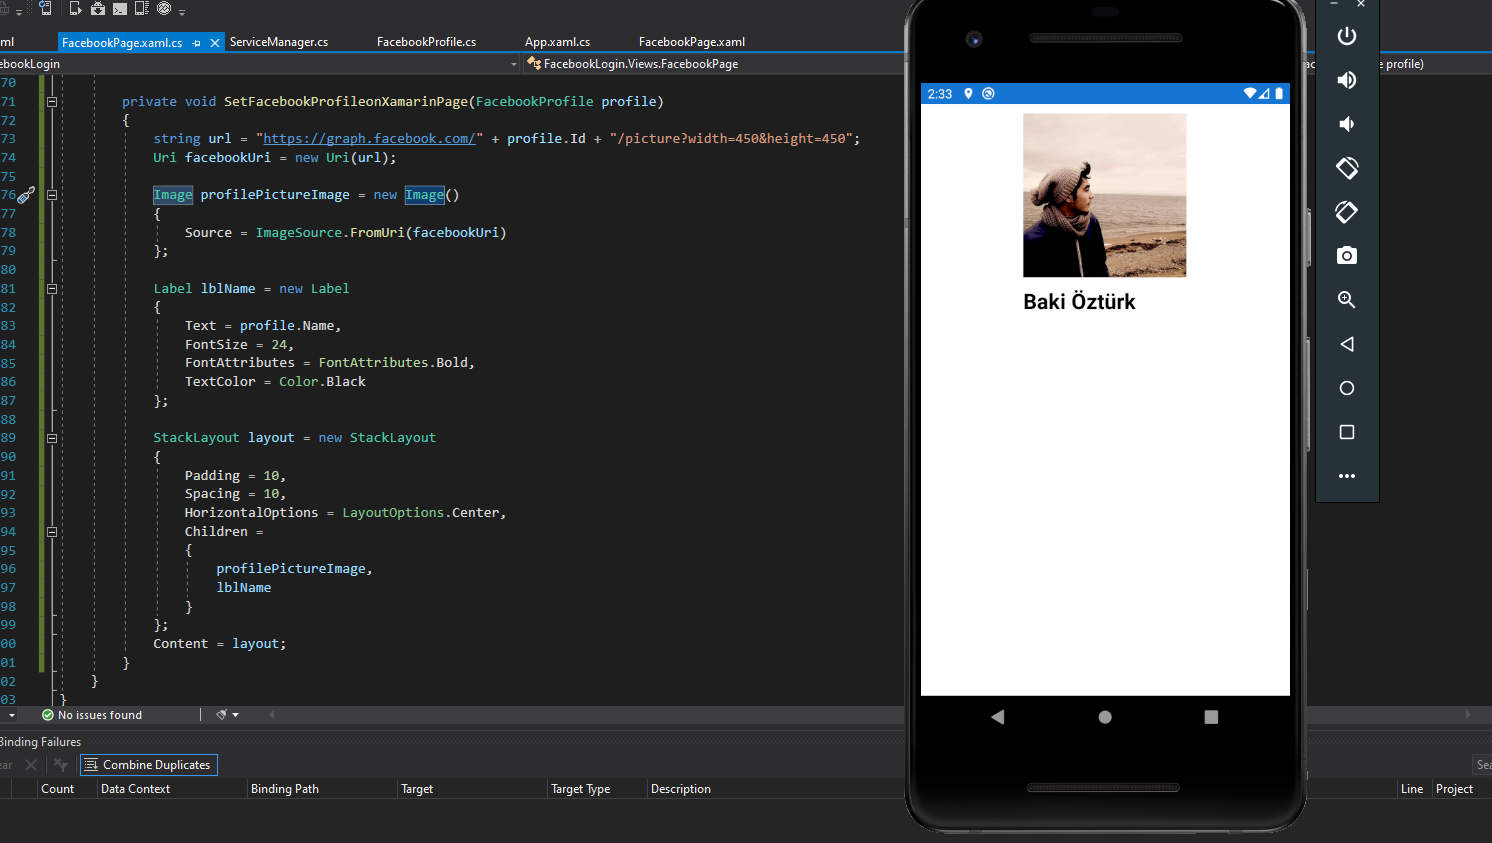 ml
FacebookPage.xaml.cs
ServiceManager.cs
FacebookProfile.cs
App.xaml.cs
FacebookPage.xaml
ebookLogin
FacebookLogin.Views.FacebookPage
e profile)
70
71 private void SetFacebookProfileonXamarinPage(FacebookProfile profile)
72 {
73 string url = "https://graph.facebook.com/" + profile.Id + "/picture?width=450&height=450";
74 Uri facebookUri = new Uri(url);
75
76 Image profilePictureImage = new Image()
77 {
78 Source = ImageSource.FromUri(facebookUri)
79 };
80
81 Label lblName = new Label
82 {
83 Text = profile.Name,
84 FontSize = 24,
85 FontAttributes = FontAttributes.Bold,
86 TextColor = Color.Black
87 };
88
89 StackLayout layout = new StackLayout
90 {
91 Padding = 10,
92 Spacing = 10,
93 HorizontalOptions = LayoutOptions.Center,
94 Children =
95 {
96 profilePictureImage,
97 lblName
98 }
99 };
00 Content = layout;
01 }
02 }
03 }
No issues found
Binding Failures
ear
Combine Duplicates
Sea
Count
Data Context
Binding Path
Target
Target Type
Description
Line
Project
2:33
Baki Öztürk